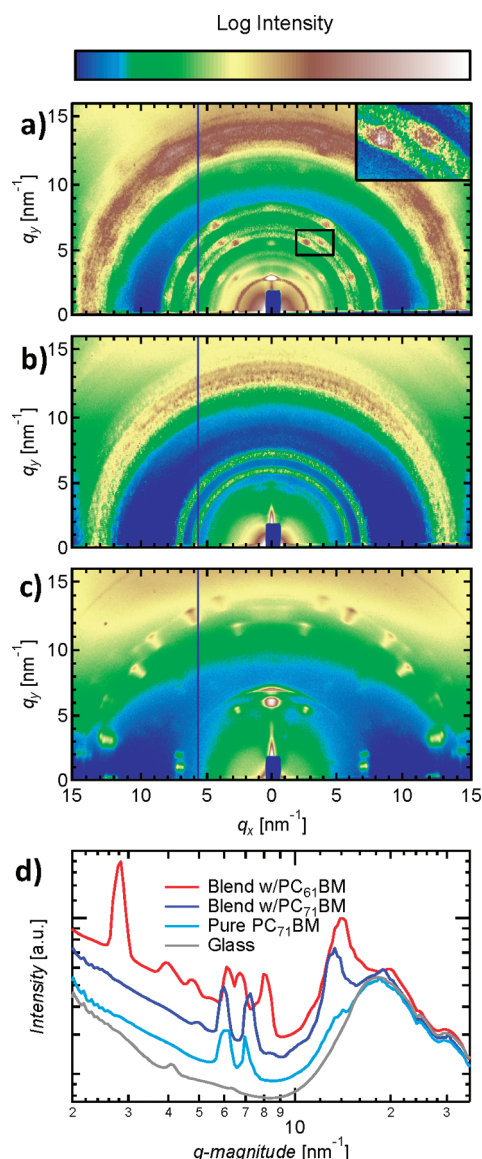 Log Intensity
a)
15
10
5
0
q_y [nm⁻¹]
b)
15
10
5
0
q_y [nm⁻¹]
c)
15
10
5
0
q_y [nm⁻¹]
15 10 5 0 5 10 15
q_x [nm⁻¹]
d)
Blend w/PC₆₁BM
Blend w/PC₇₁BM
Pure PC₇₁BM
Glass
Intensity [a.u.]
2 3 4 5 6 7 8 9 10 2 3
q-magnitude [nm⁻¹]